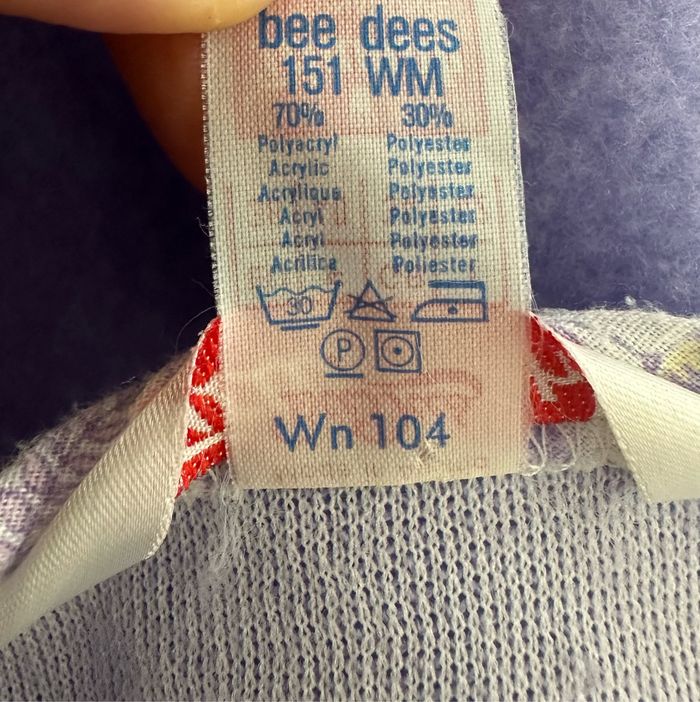 bee dees
151 WM
70% 30%
Polyacryl Polyester
Acrylic Polyester
Acrylique Polyester
Acryl Polyester
Acryl Polyester
Acrilica Poliester
30
P
Wn 104